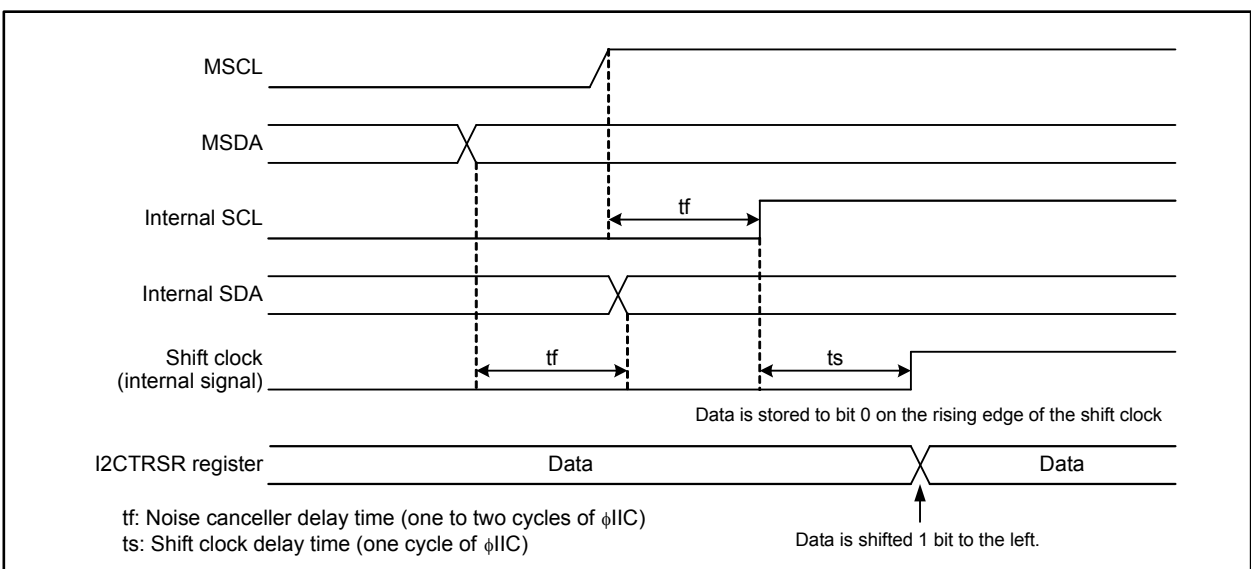 MSCL
MSDA
Internal SCL
tf
Internal SDA
Shift clock
(internal signal)
tf
ts
Data is stored to bit 0 on the rising edge of the shift clock
I2CTRSR register
Data
Data
tf: Noise canceller delay time (one to two cycles of ϕIIC)
ts: Shift clock delay time (one cycle of ϕIIC)
Data is shifted 1 bit to the left.